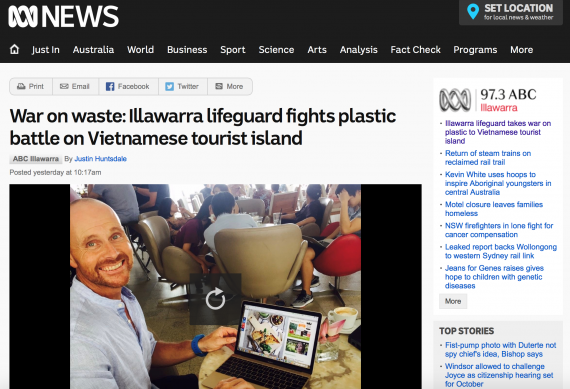 ABC NEWS
SET LOCATION
for local news & weather
Just In Australia World Business Sport Science Arts Analysis Fact Check Programs More
Print Email Facebook Twitter More
War on waste: Illawarra lifeguard fights plastic
battle on Vietnamese tourist island
ABC Illawarra By Justin Huntsdale
Posted yesterday at 10:17am
97.3 ABC
Illawarra
Illawarra lifeguard takes war on
plastic to Vietnamese tourist
island
Return of steam trains on
reclaimed rail trail
Kevin White uses hoops to
inspire Aboriginal youngsters in
central Australia
Motel closure leaves families
homeless
NSW firefighters in lone fight for
cancer compensation
Leaked report backs Wollongong
to western Sydney rail link
Jeans for Genes raises gives
hope to children with genetic
diseases
More
TOP STORIES
Fist-pump photo with Duterte not
spy chief's idea, Bishop says
Windsor allowed to challenge
Joyce as citizenship hearing set
for October